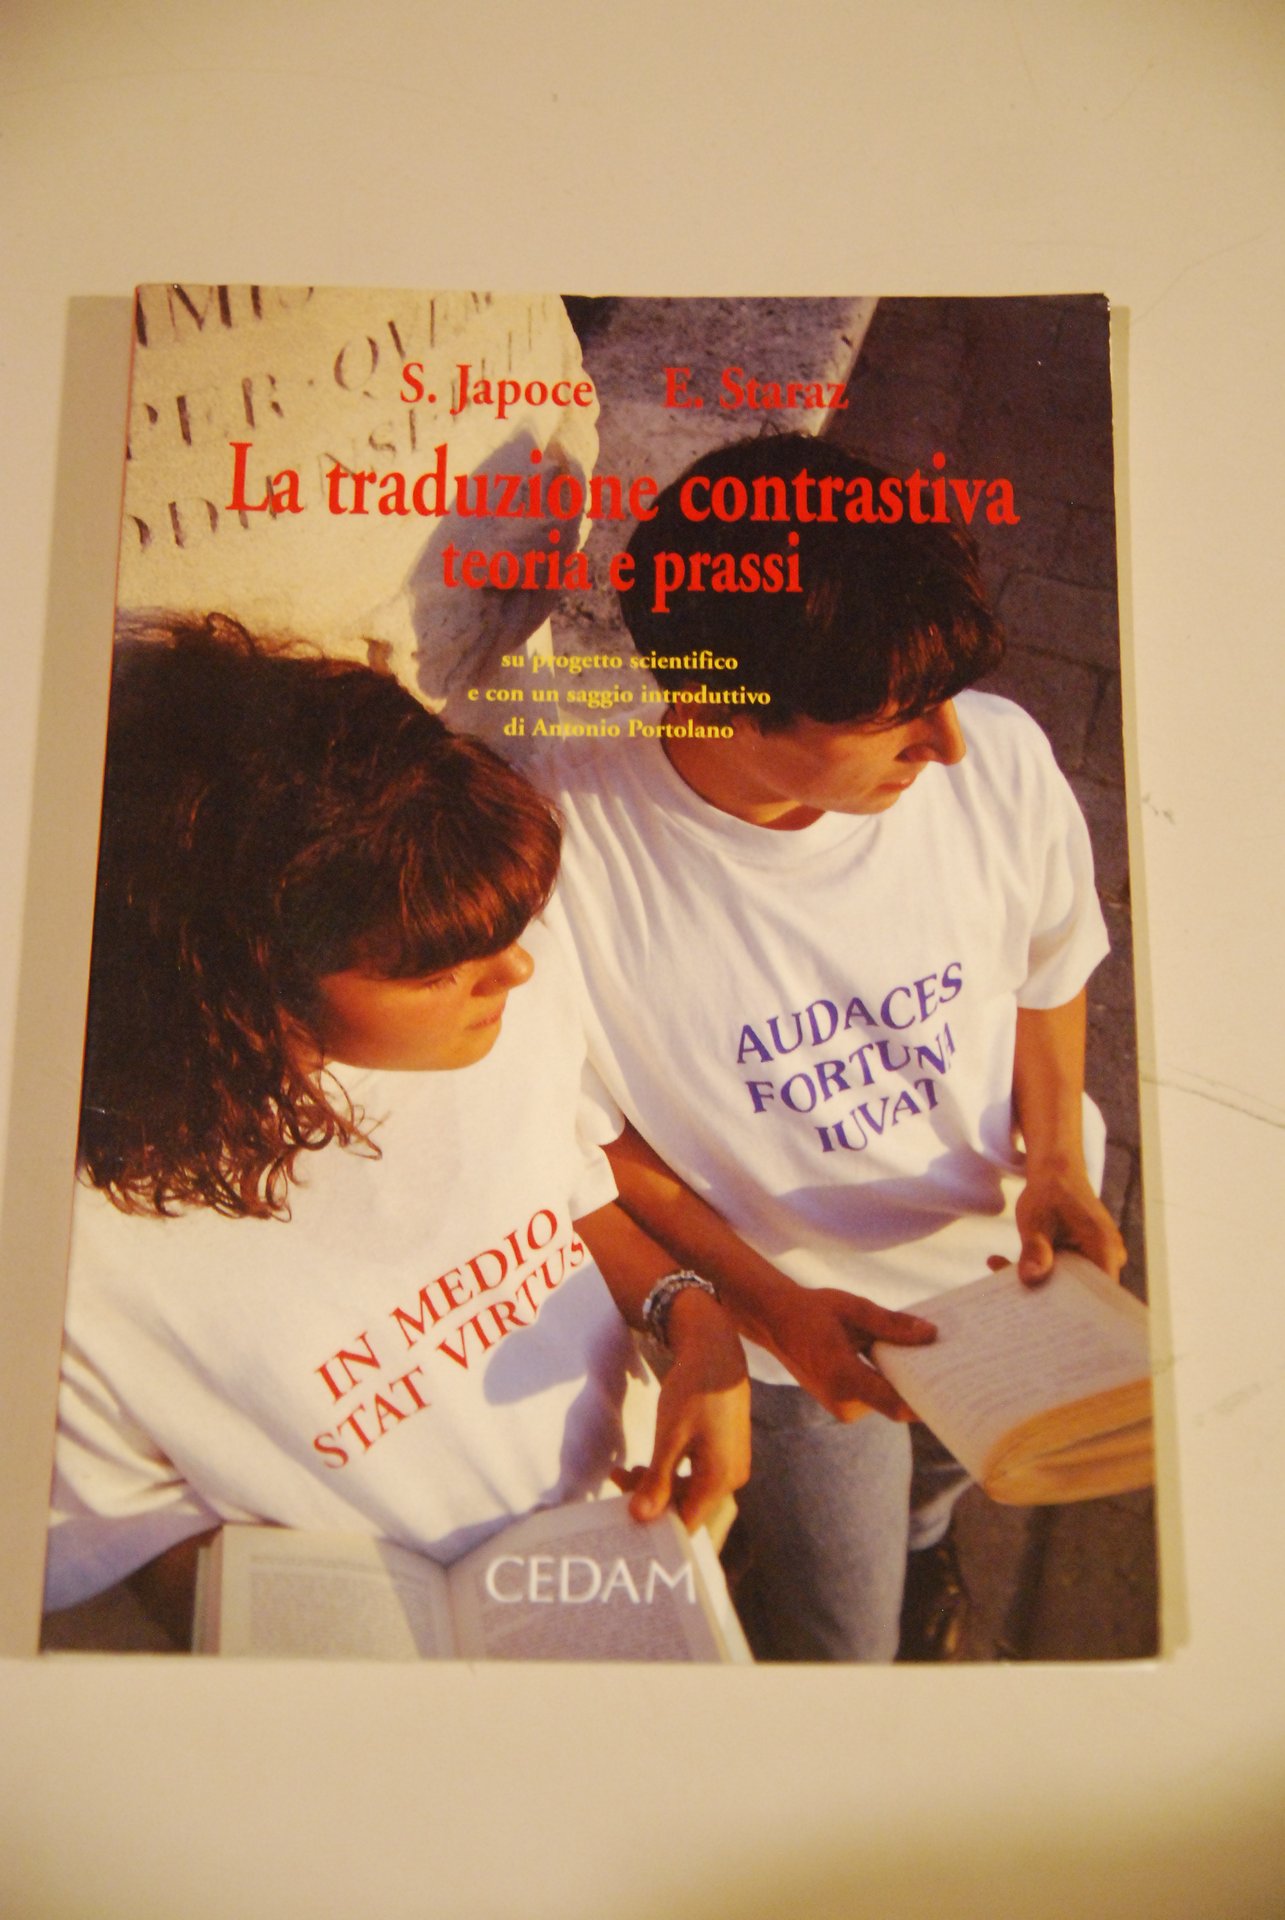 S. Japoce E. Staraz
La traduzione contrastiva
teoria e prassi
su progetto scientifico
e con un saggio introduttivo
di Antonio Portolano
AUDACES
FORTUNA
IUVAT
IN MEDIO
STAT VIRTUS
CEDAM